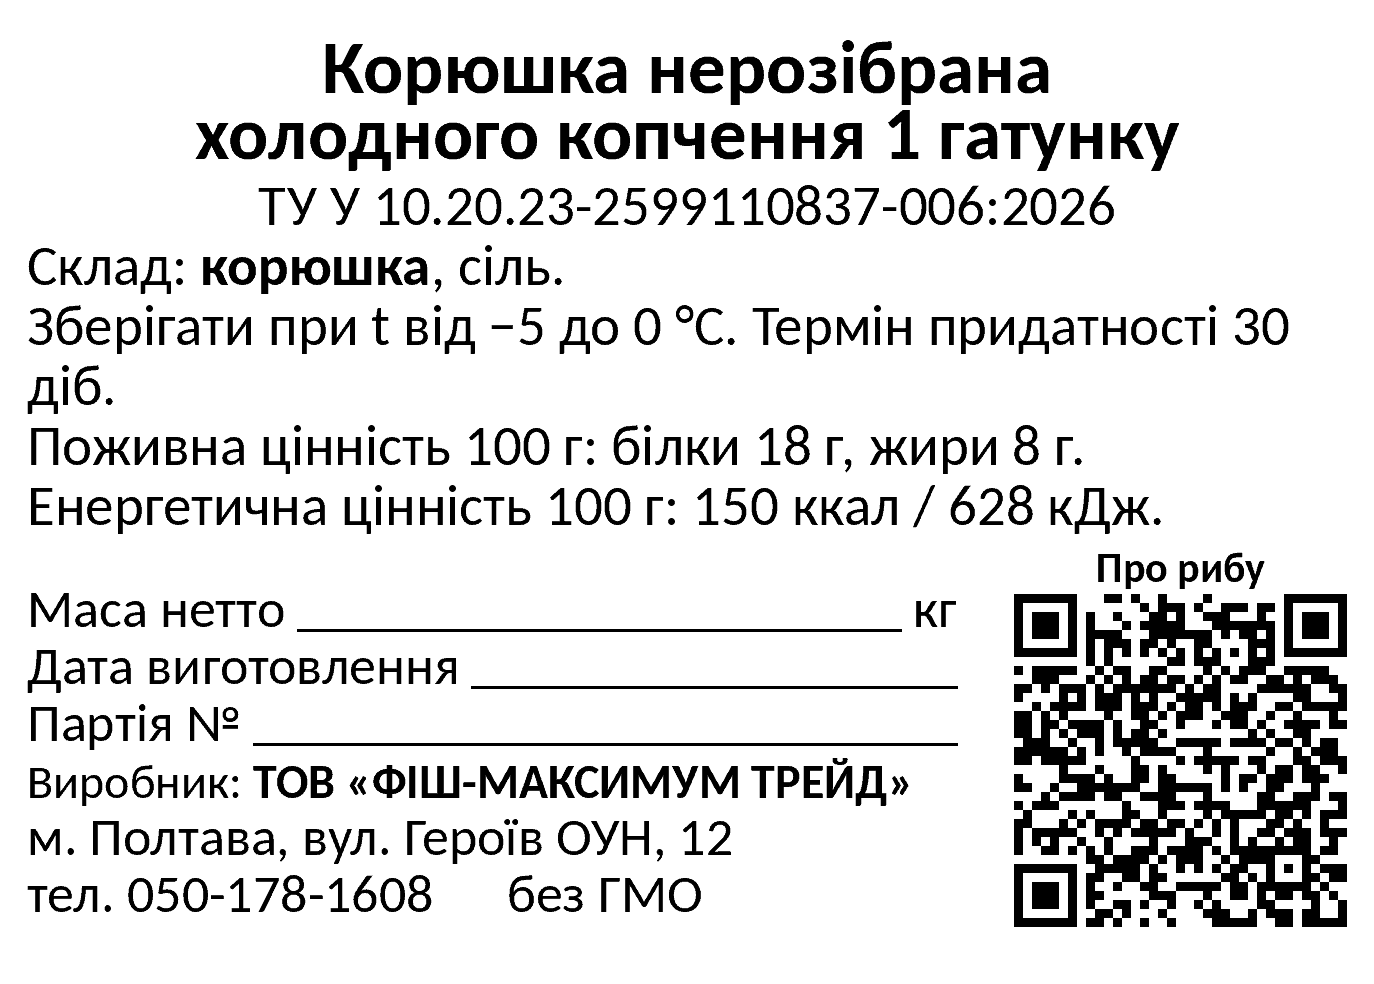 Корюшка нерозібрана
холодного копчення 1 гатунку
ТУ У 10.20.23-2599110837-006:2026
Склад: корюшка, сіль.
Зберігати при t від −5 до 0 °С. Термін придатності 30
діб.
Поживна цінність 100 г: білки 18 г, жири 8 г.
Енергетична цінність 100 г: 150 ккал / 628 кДж.
Про рибу
Маса нетто ______________________ кг
Дата виготовлення __________________
Партія № __________________________
Виробник: ТОВ «ФІШ-МАКСИМУМ ТРЕЙД»
м. Полтава, вул. Героїв ОУН, 12
тел. 050-178-1608 без ГМО